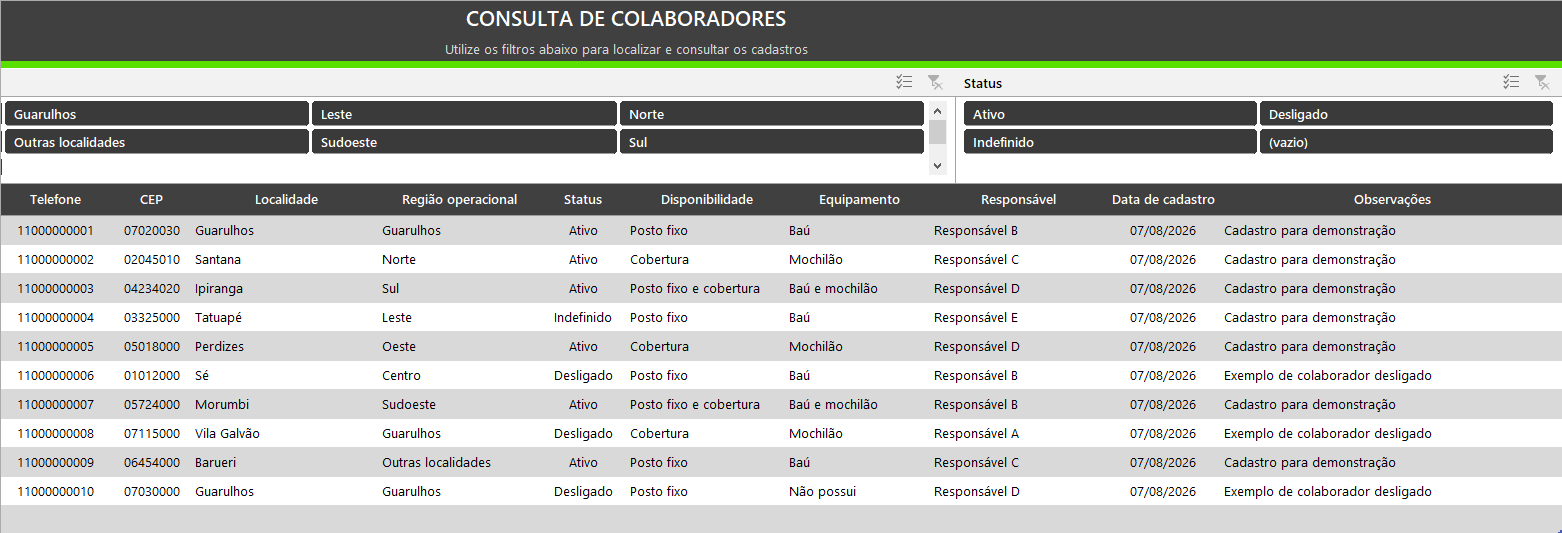 CONSULTA DE COLABORADORES
Utilize os filtros abaixo para localizar e consultar os cadastros
Status
Guarulhos Leste Norte Ativo Desligado
Outras localidades Sudoeste Sul Indefinido (vazio)
Telefone CEP Localidade Região operacional Status Disponibilidade Equipamento Responsável Data de cadastro Observações
11000000001 07020030 Guarulhos Guarulhos Ativo Posto fixo Baú Responsável B 07/08/2026 Cadastro para demonstração
11000000002 02045010 Santana Norte Ativo Cobertura Mochilão Responsável C 07/08/2026 Cadastro para demonstração
11000000003 04234020 Ipiranga Sul Ativo Posto fixo e cobertura Baú e mochilão Responsável D 07/08/2026 Cadastro para demonstração
11000000004 03325000 Tatuapé Leste Indefinido Posto fixo Baú Responsável E 07/08/2026 Cadastro para demonstração
11000000005 05018000 Perdizes Oeste Ativo Cobertura Mochilão Responsável D 07/08/2026 Cadastro para demonstração
11000000006 01012000 Sé Centro Desligado Posto fixo Baú Responsável B 07/08/2026 Exemplo de colaborador desligado
11000000007 05724000 Morumbi Sudoeste Ativo Posto fixo e cobertura Baú e mochilão Responsável B 07/08/2026 Cadastro para demonstração
11000000008 07115000 Vila Galvão Guarulhos Desligado Cobertura Mochilão Responsável A 07/08/2026 Exemplo de colaborador desligado
11000000009 06454000 Barueri Outras localidades Ativo Posto fixo Baú Responsável C 07/08/2026 Cadastro para demonstração
11000000010 07030000 Guarulhos Guarulhos Desligado Posto fixo Não possui Responsável D 07/08/2026 Exemplo de colaborador desligado